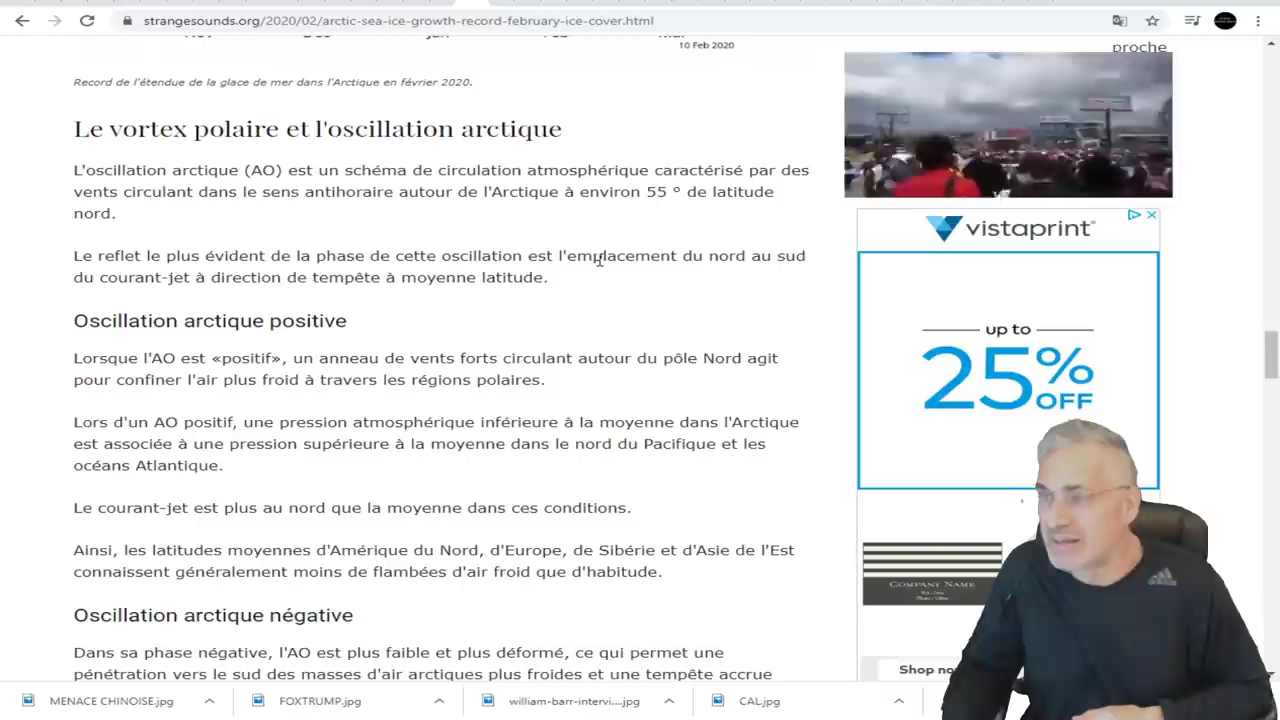 strangesounds.org/2020/02/arctic-sea-ice-growth-record-february-ice-cover.html
10 Feb 2020
proche
Record de l'étendue de la glace de mer dans l'Arctique en février 2020.
Le vortex polaire et l'oscillation arctique
L'oscillation arctique (AO) est un schéma de circulation atmosphérique caractérisé par des
vents circulant dans le sens antihoraire autour de l'Arctique à environ 55 ° de latitude
nord.
Le reflet le plus évident de la phase de cette oscillation est l'emplacement du nord au sud
du courant-jet à direction de tempête à moyenne latitude.
Oscillation arctique positive
Lorsque l'AO est «positif», un anneau de vents forts circulant autour du pôle Nord agit
pour confiner l'air plus froid à travers les régions polaires.
Lors d'un AO positif, une pression atmosphérique inférieure à la moyenne dans l'Arctique
est associée à une pression supérieure à la moyenne dans le nord du Pacifique et les
océans Atlantique.
Le courant-jet est plus au nord que la moyenne dans ces conditions.
Ainsi, les latitudes moyennes d'Amérique du Nord, d'Europe, de Sibérie et d'Asie de l'Est
connaissent généralement moins de flambées d'air froid que d'habitude.
Oscillation arctique négative
Dans sa phase négative, l'AO est plus faible et plus déformé, ce qui permet une
pénétration vers le sud des masses d'air arctiques plus froides et une tempête accrue
vistaprint
up to
25%
OFF
COMPANY NAME
Shop no
MENACE CHINOISE.jpg
FOXTRUMP.jpg
william-barr-intervi....jpg
CAL.jpg